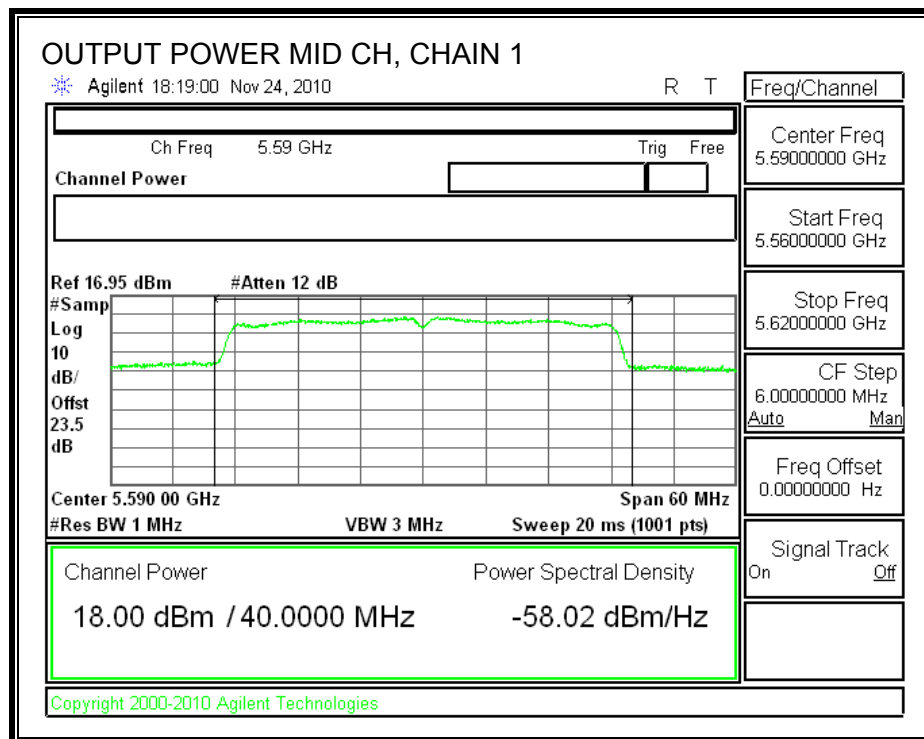 OUTPUT POWER MID CH, CHAIN 1
Agilent 18:19:00 Nov 24, 2010 R T
Freq/Channel
Ch Freq 5.59 GHz Trig Free
Channel Power
Center Freq
5.59000000 GHz
Start Freq
5.56000000 GHz
Stop Freq
5.62000000 GHz
CF Step
6.00000000 MHz
Auto Man
Freq Offset
0.00000000 Hz
Signal Track
On Off
Ref 16.95 dBm #Atten 12 dB
#Samp
Log
10
dB/
Offst
23.5
dB
Center 5.590 00 GHz Span 60 MHz
#Res BW 1 MHz VBW 3 MHz Sweep 20 ms (1001 pts)
Channel Power Power Spectral Density
18.00 dBm / 40.0000 MHz -58.02 dBm/Hz
Copyright 2000-2010 Agilent Technologies